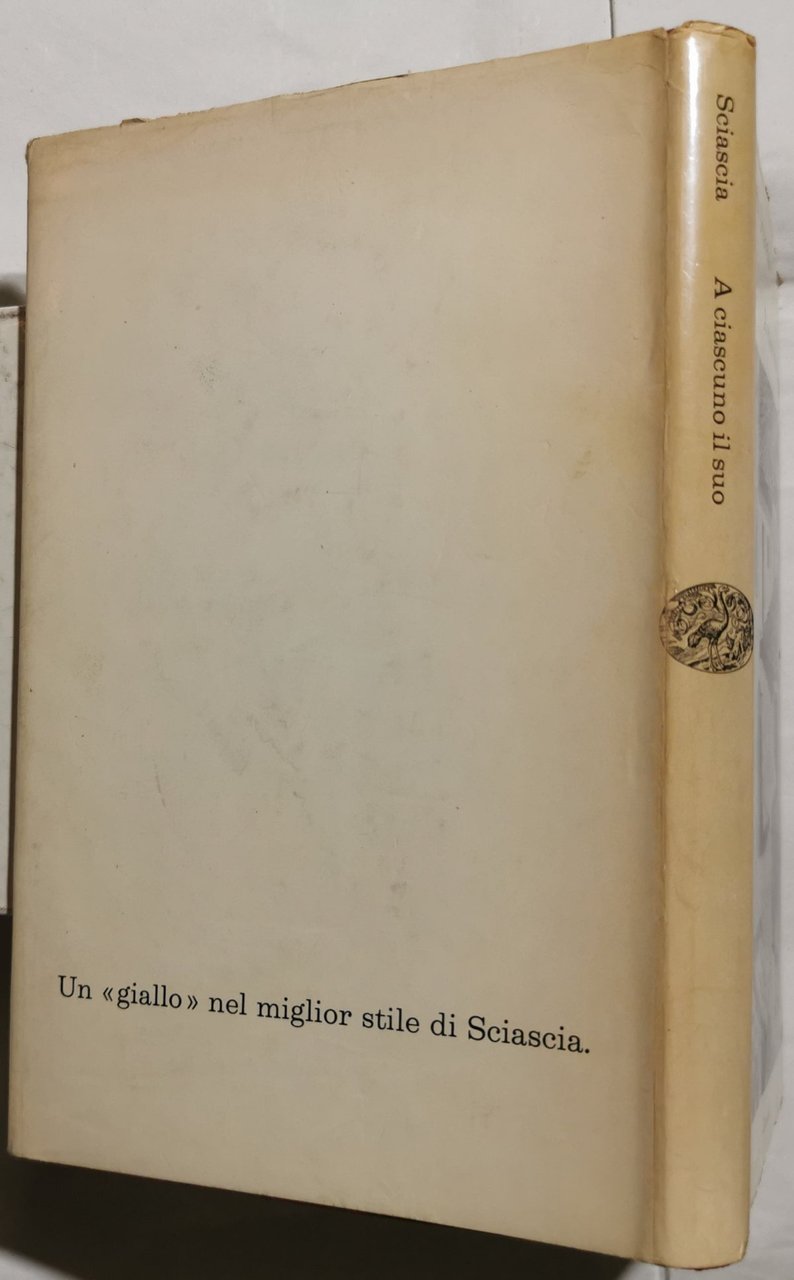 Sciascia A ciascuno il suo
Un «giallo» nel miglior stile di Sciascia.